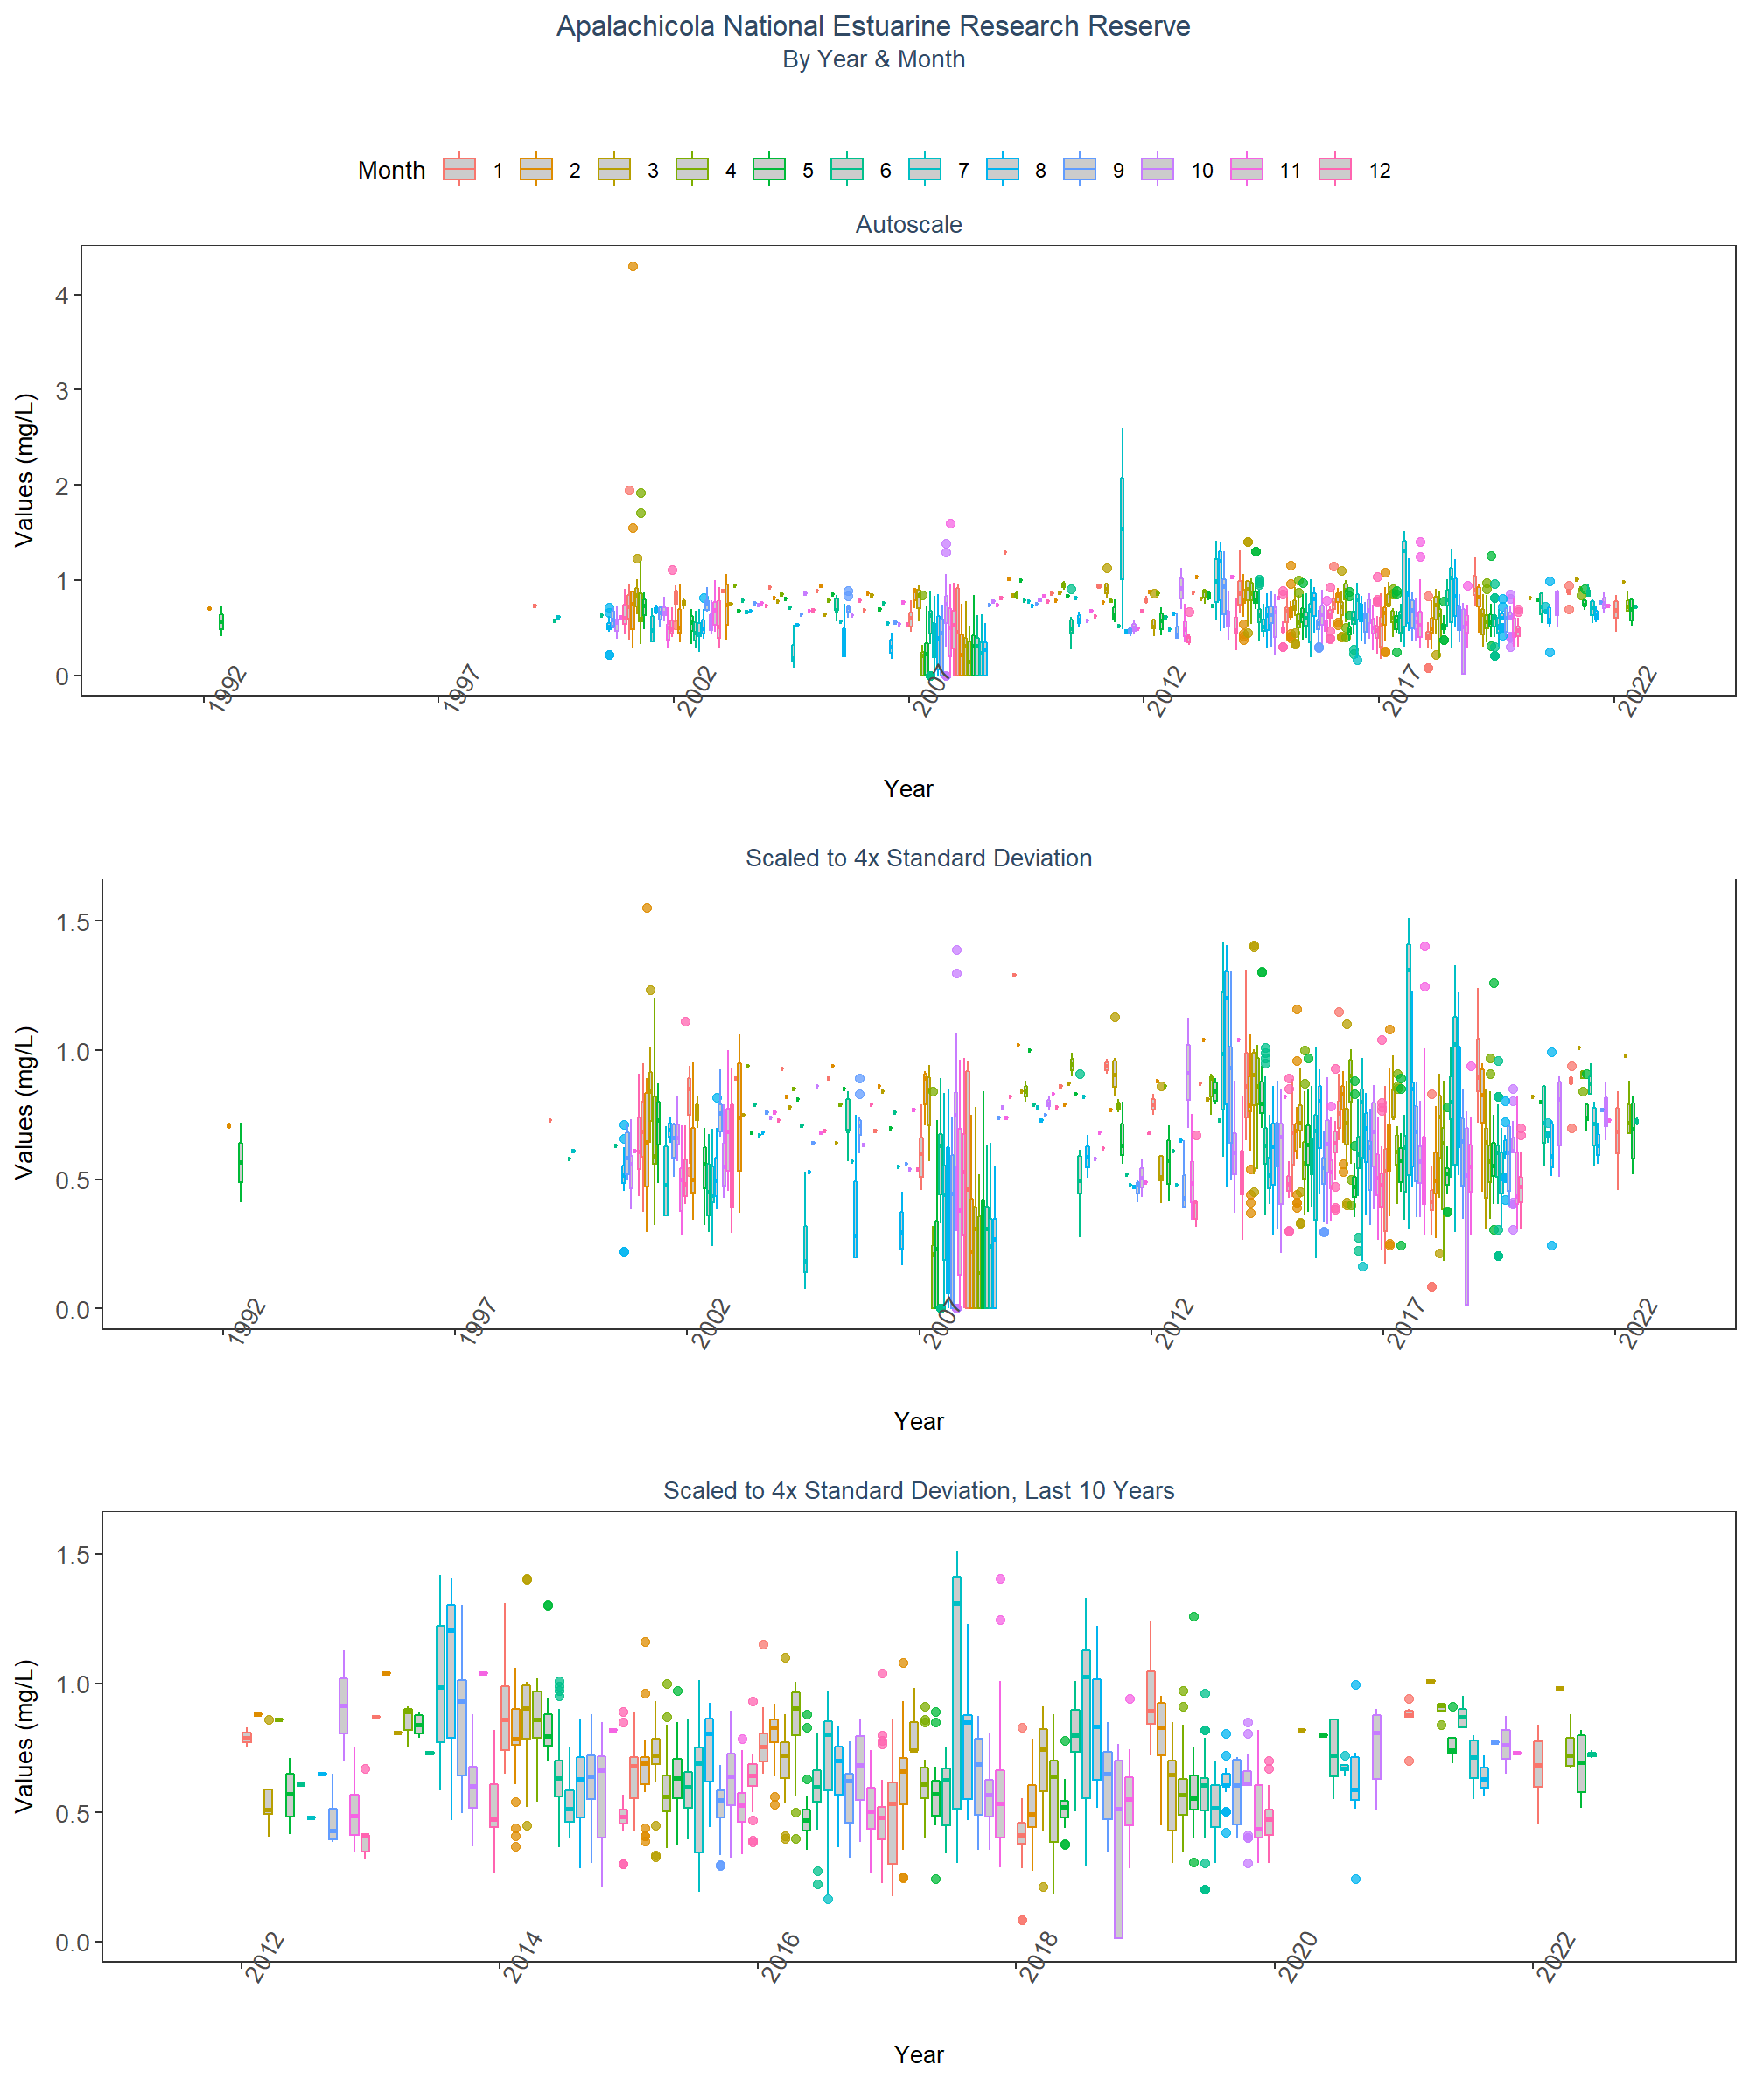 Apalachicola National Estuarine Research Reserve
By Year & Month
Month 1 2 3 4 5 6 7 8 9 10 11 12
Autoscale
Values (mg/L)
4
3
2
1
0
1992 1997 2002 2007 2012 2017 2022
Year
Scaled to 4x Standard Deviation
Values (mg/L)
1.5
1.0
0.5
0.0
1992 1997 2002 2007 2012 2017 2022
Year
Scaled to 4x Standard Deviation, Last 10 Years
Values (mg/L)
1.5
1.0
0.5
0.0
2012 2014 2016 2018 2020 2022
Year